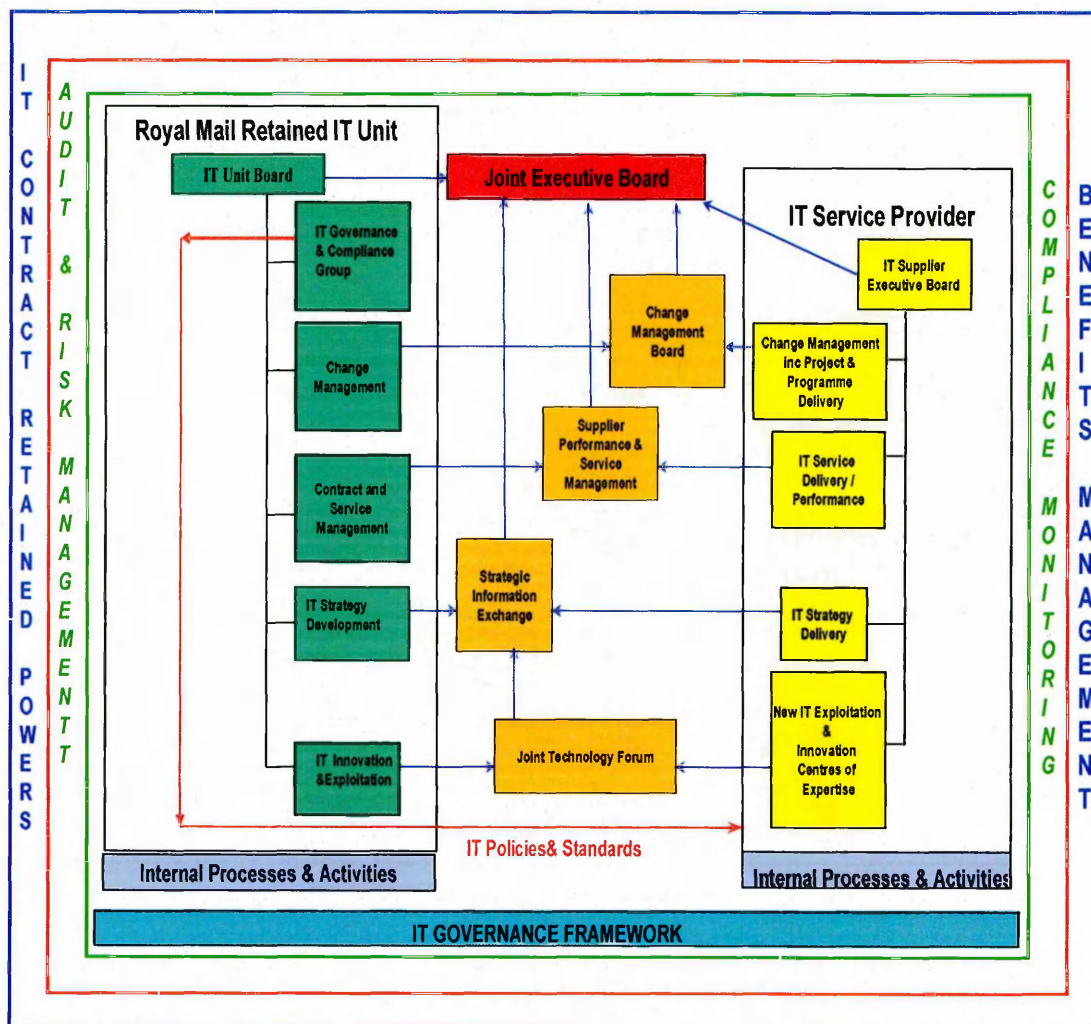 IT CONTRACT RETAINED POWERS
AUDIT & RISK MANAGEMENTT
Royal Mail Retained IT Unit
IT Unit Board
IT Governance
& Compliance
Group
Change
Management
Contract and
Service
Management
IT Strategy
Development
IT Innovation
&Exploitation
Internal Processes & Activities
Joint Executive Board
Change
Management
Board
Supplier
Performance &
Service
Management
Strategic
Information
Exchange
Joint Technology Forum
IT Policies& Standards
IT Service Provider
IT Supplier
Executive Board
Change Management
inc Project &
Programme
Delivery
IT Service
Delivery /
Performance
IT Strategy
Delivery
New IT Exploitation
&
Innovation
Centres of
Expertise
Internal Processes & Activities
COMPLIANCE MONITORING
BENEFITS MANAGEMENT
IT GOVERNANCE FRAMEWORK